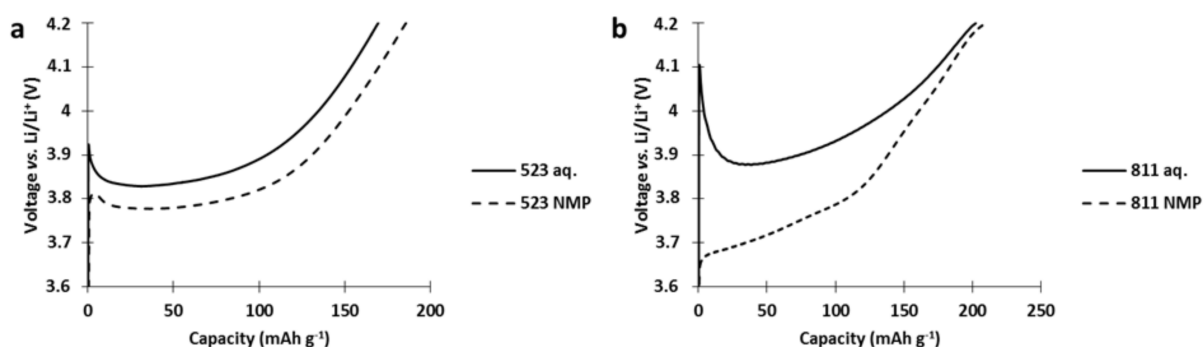 a
4.2
4.1
4
3.9
3.8
3.7
3.6
Voltage vs. Li/Li⁺ (V)
0 50 100 150 200
Capacity (mAh g⁻¹)
523 aq.
523 NMP
b
4.2
4.1
4
3.9
3.8
3.7
3.6
Voltage vs. Li/Li⁺ (V)
0 50 100 150 200 250
Capacity (mAh g⁻¹)
811 aq.
811 NMP